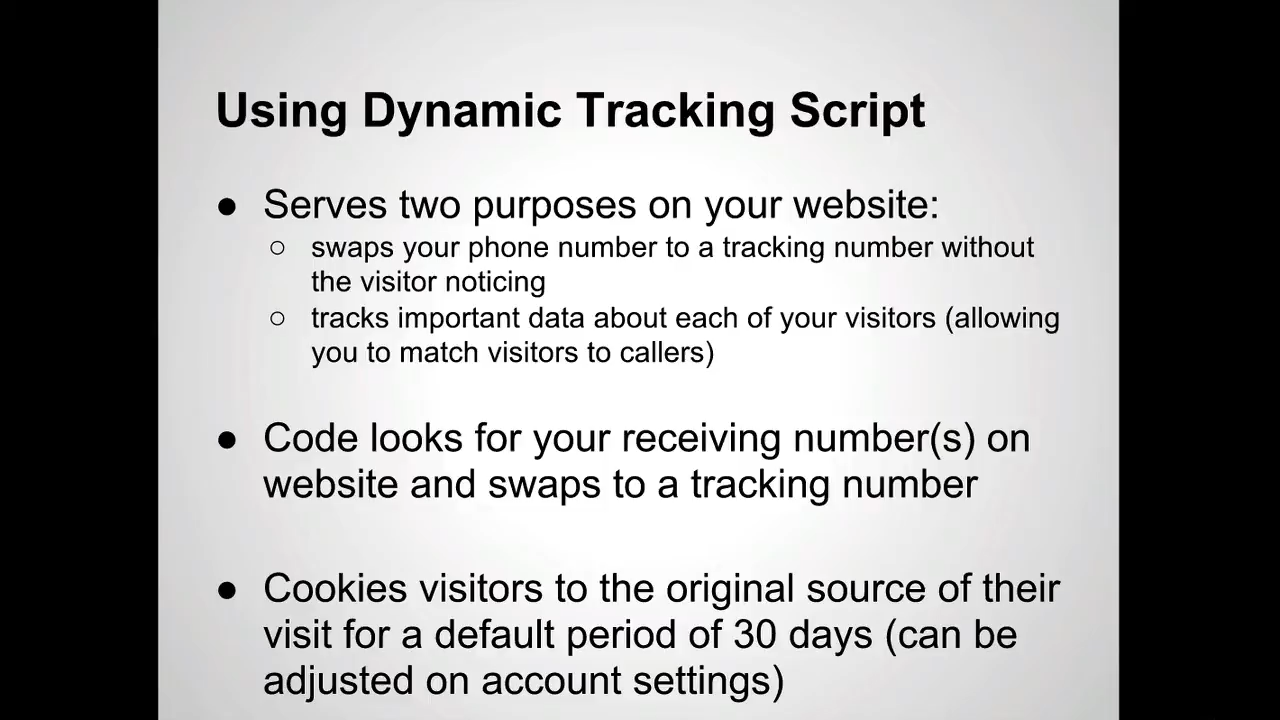 Using Dynamic Tracking Script
● Serves two purposes on your website:
○ swaps your phone number to a tracking number without
the visitor noticing
○ tracks important data about each of your visitors (allowing
you to match visitors to callers)
● Code looks for your receiving number(s) on
website and swaps to a tracking number
● Cookies visitors to the original source of their
visit for a default period of 30 days (can be
adjusted on account settings)